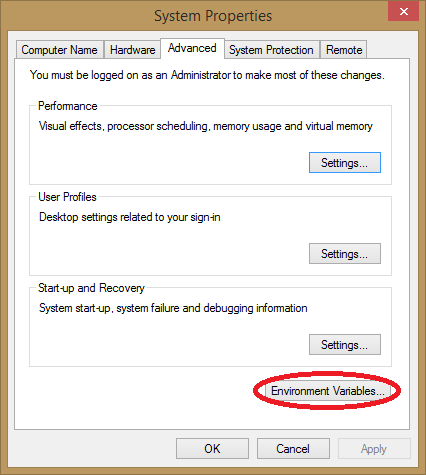 System Properties
Computer Name Hardware Advanced System Protection Remote
You must be logged on as an Administrator to make most of these changes.
Performance
Visual effects, processor scheduling, memory usage and virtual memory
Settings...
User Profiles
Desktop settings related to your sign-in
Settings...
Start-up and Recovery
System start-up, system failure and debugging information
Settings...
Environment Variables...
OK Cancel Apply